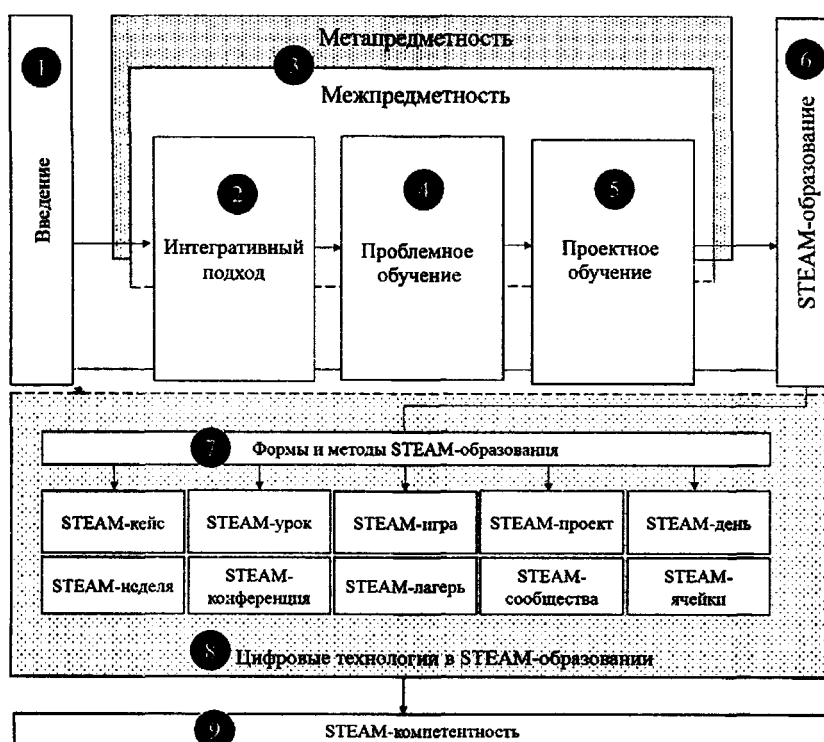 1
Введение
Метапредметность
3
Межпредметность
2
Интегративный
подход
4
Проблемное
обучение
5
Проектное
обучение
6
STEAM-образование
7
Формы и методы STEAM-образования
STEAM-кейс
STEAM-урок
STEAM-игра
STEAM-проект
STEAM-день
STEAM-неделя
STEAM-
конференция
STEAM-лагерь
STEAM-
сообщества
STEAM-
ячейки
8
Цифровые технологии в STEAM-образовании
9
STEAM-компетентность